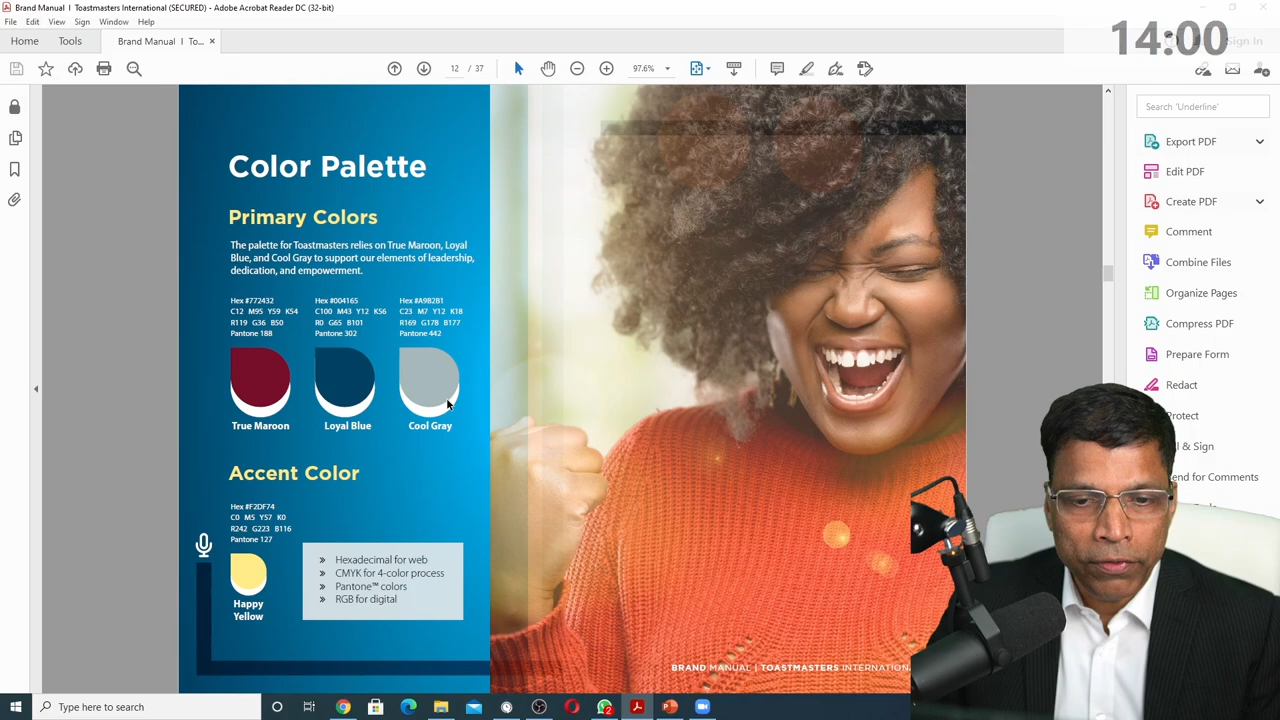 Brand Manual I Toastmasters International (SECURED) - Adobe Acrobat Reader DC (32-bit)
File Edit View Sign Window Help
14:00
Home Tools Brand Manual I To... × Sign In
12 / 37 97.6%
Search 'Underline'
Export PDF
Edit PDF
Create PDF
Comment
Combine Files
Organize Pages
Compress PDF
Prepare Form
Redact
Protect
l & Sign
end for Comments
Color Palette
Primary Colors
The palette for Toastmasters relies on True Maroon, Loyal
Blue, and Cool Gray to support our elements of leadership,
dedication, and empowerment.
Hex #772432 Hex #004165 Hex #A9B2B1
C12 M95 Y59 K54 C100 M43 Y12 K56 C23 M7 Y12 K18
R119 G36 B50 R0 G65 B101 R169 G178 B177
Pantone 188 Pantone 302 Pantone 442
True Maroon Loyal Blue Cool Gray
Accent Color
Hex #F2DF74
C0 M5 Y57 K0
R242 G223 B116
Pantone 127
Happy
Yellow
» Hexadecimal for web
» CMYK for 4-color process
» Pantone™ colors
» RGB for digital
BRAND MANUAL | TOASTMASTERS INTERNATION
Type here to search
2